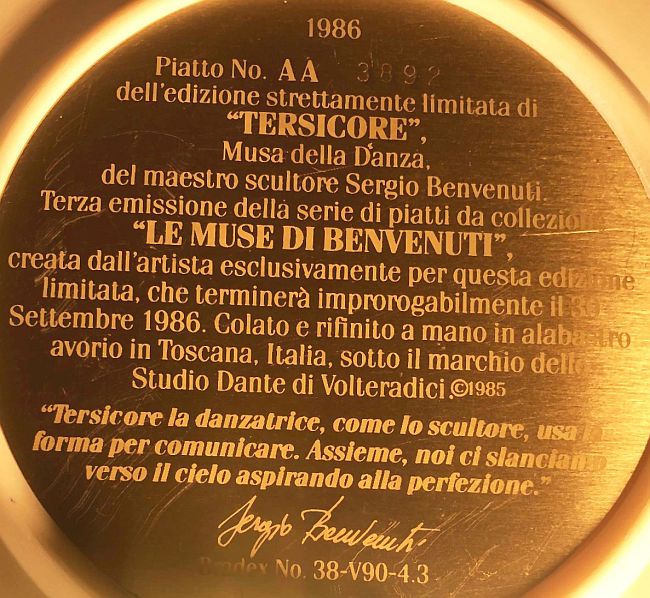 1986
Piatto No. AA 3892
dell'edizione strettamente limitata di
"TERSICORE",
Musa della Danza,
del maestro scultore Sergio Benvenuti.
Terza emissione della serie di piatti da collezione
"LE MUSE DI BENVENUTI",
creata dall'artista esclusivamente per questa edizione
limitata, che terminerà improrogabilmente il
Settembre 1986. Colato e rifinito a mano in alabastro
avorio in Toscana, Italia, sotto il marchio dello
Studio Dante di Volteradici.©1985
"Tersicore la danzatrice, come lo scultore, usa la
forma per comunicare. Assieme, noi ci slanciamo
verso il cielo aspirando alla perfezione."
Sergio Benvenuti
Bradex No. 38-V90-4.3